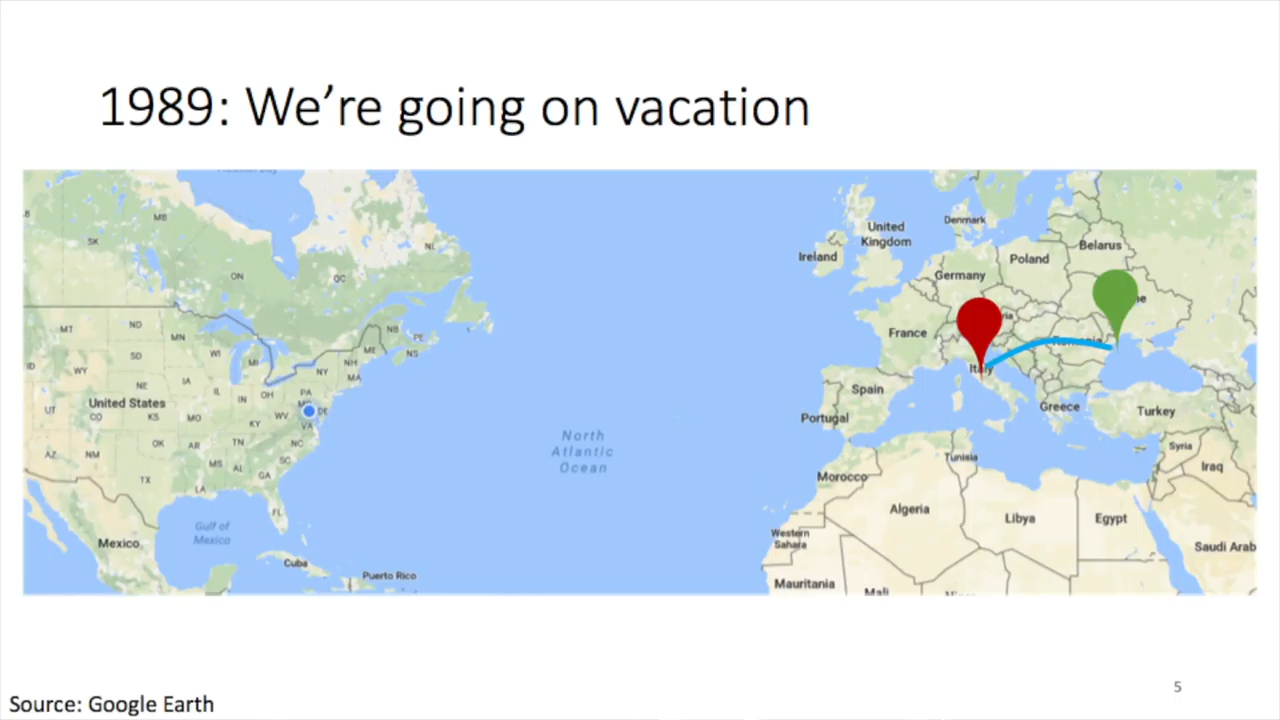 1989: We're going on vacation
MB
SK
ON
QC
NL
NB
PE
NS
MT
ND
MN
ID
SD
WY
WI
MI
ME
NH
NY
MA
NE
IA
IL
IN
OH
PA
DE
UT
United States
CO
KS
MO
KY
WV
VA
AZ
NM
OK
AR
TN
NC
MS
AL
SC
GA
TX
LA
FL
Gulf of
Mexico
Mexico
Cuba
Puerto Rico
North
Atlantic
Ocean
Denmark
United
Kingdom
Ireland
Belarus
Poland
Germany
France
Romania
Italy
Spain
Portugal
Greece
Turkey
Syria
Iraq
Tunisia
Morocco
Algeria
Libya
Egypt
Western
Sahara
Saudi Arab
Mauritania
Mali
5
Source: Google Earth